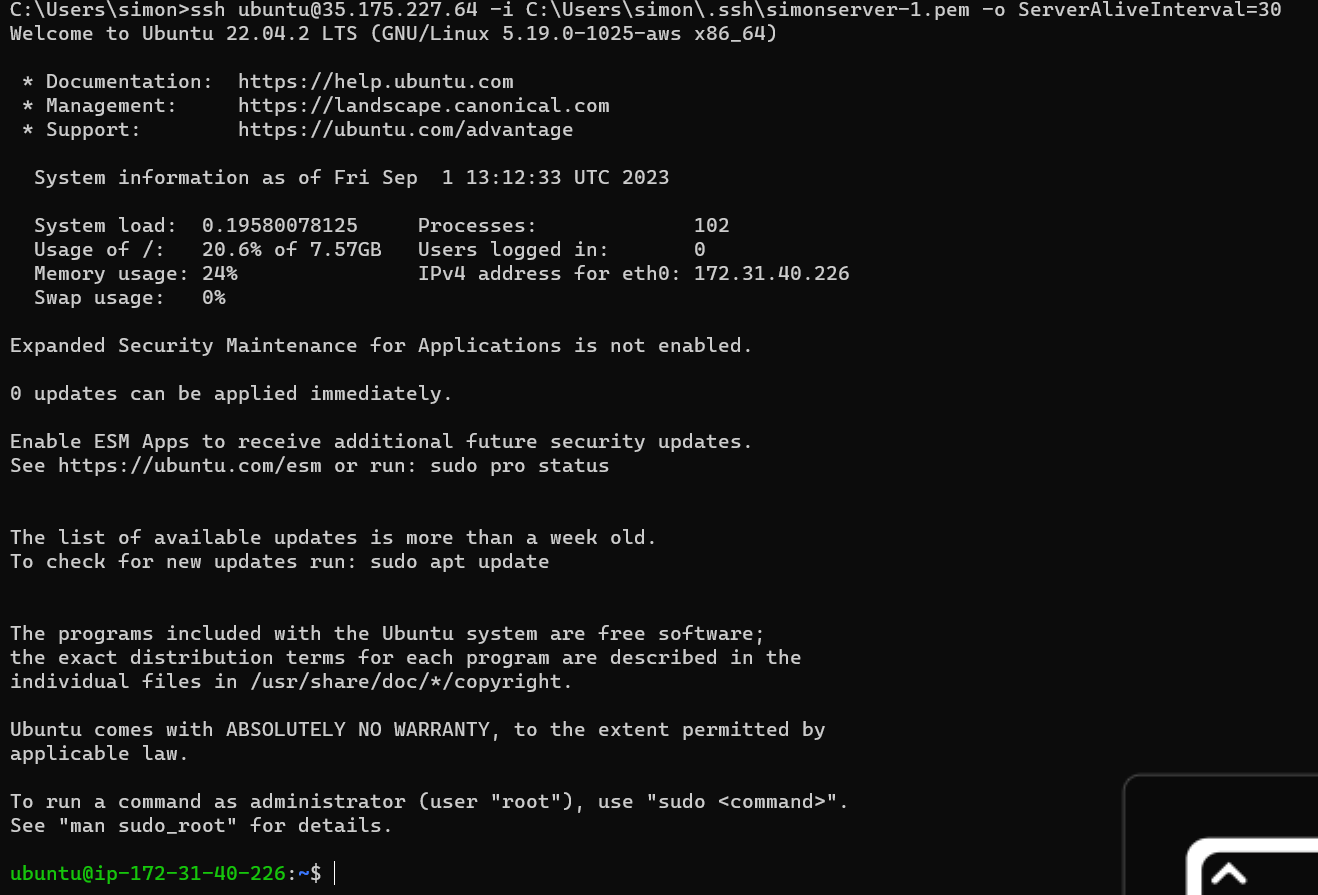 C:\Users\simon>ssh ubuntu@35.175.227.64 -i C:\Users\simon\.ssh\simonserver-1.pem -o ServerAliveInterval=30
Welcome to Ubuntu 22.04.2 LTS (GNU/Linux 5.19.0-1025-aws x86_64)
* Documentation:  https://help.ubuntu.com
* Management:     https://landscape.canonical.com
* Support:        https://ubuntu.com/advantage
System information as of Fri Sep  1 13:12:33 UTC 2023
System load:  0.19580078125     Processes:             102
Usage of /:   20.6% of 7.57GB   Users logged in:       0
Memory usage: 24%               IPv4 address for eth0: 172.31.40.226
Swap usage:   0%
Expanded Security Maintenance for Applications is not enabled.
0 updates can be applied immediately.
Enable ESM Apps to receive additional future security updates.
See https://ubuntu.com/esm or run: sudo pro status
The list of available updates is more than a week old.
To check for new updates run: sudo apt update
The programs included with the Ubuntu system are free software;
the exact distribution terms for each program are described in the
individual files in /usr/share/doc/*/copyright.
Ubuntu comes with ABSOLUTELY NO WARRANTY, to the extent permitted by
applicable law.
To run a command as administrator (user "root"), use "sudo <command>".
See "man sudo_root" for details.
ubuntu@ip-172-31-40-226:~$